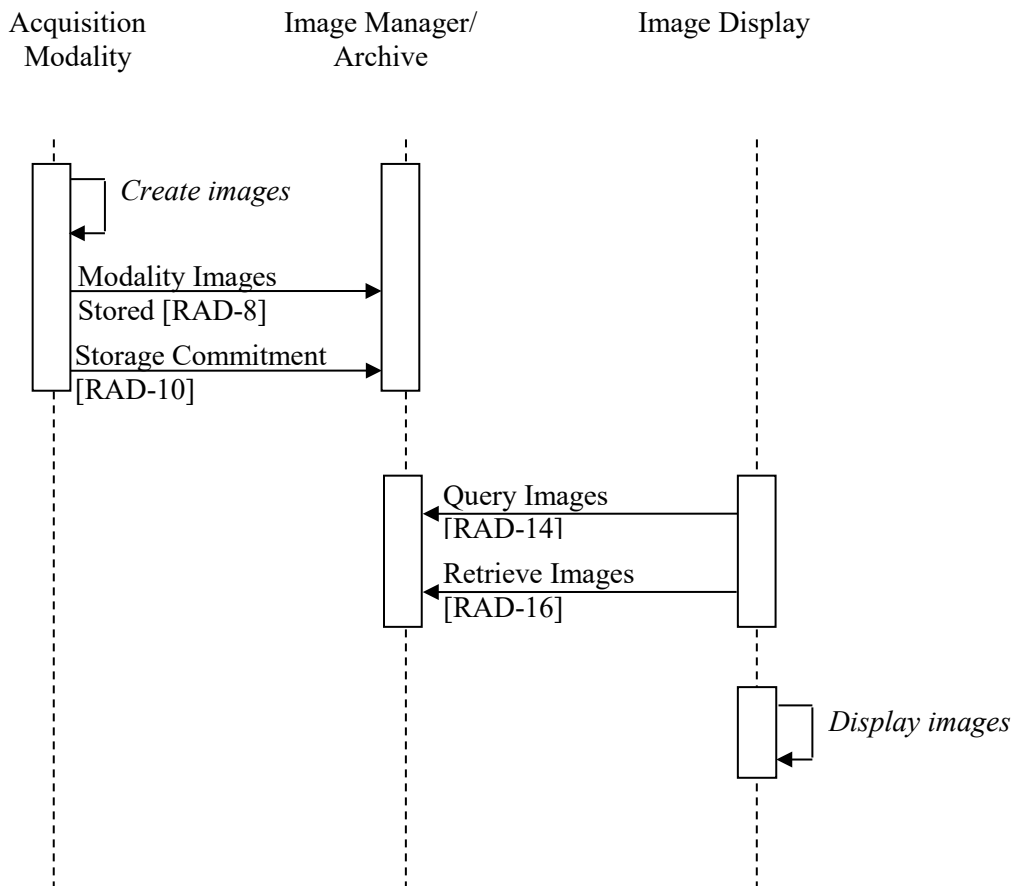 Acquisition
Modality
Image Manager/
Archive
Image Display
Create images
Modality Images
Stored [RAD-8]
Storage Commitment
[RAD-10]
Query Images
[RAD-14]
Retrieve Images
[RAD-16]
Display images